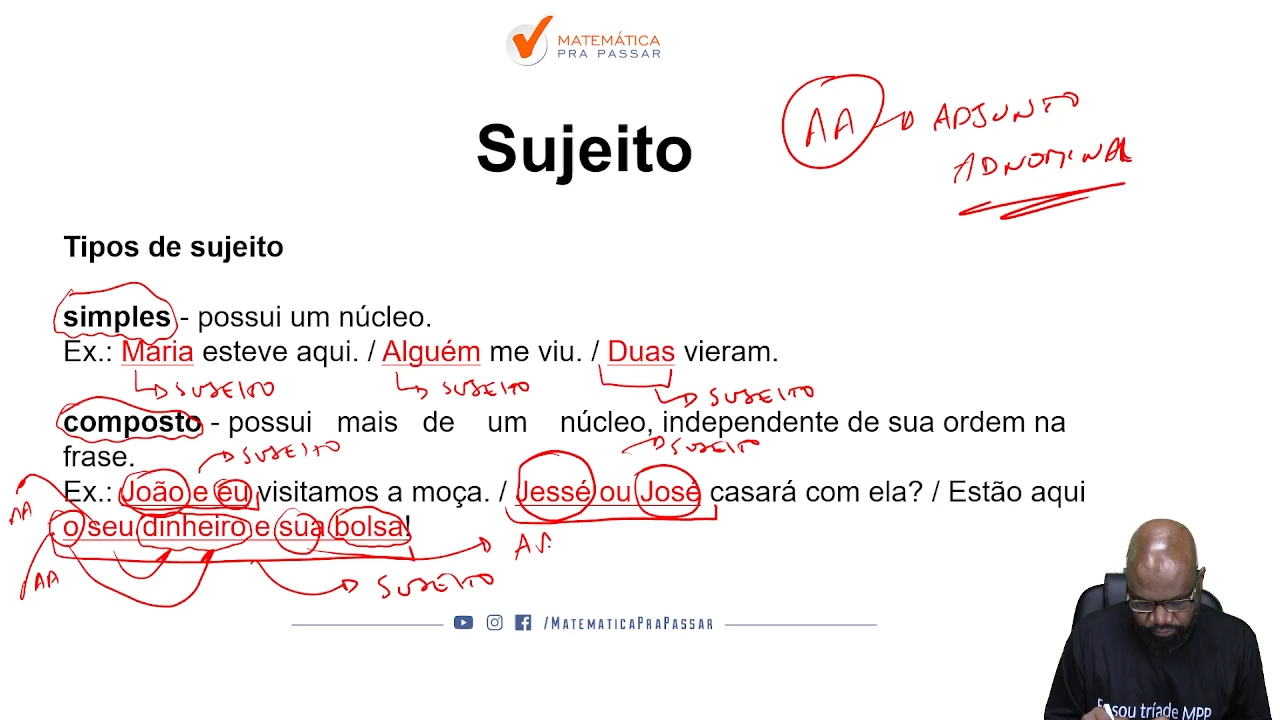 MATEMÁTICA
PRA PASSAR
Sujeito
AA → ADJUNTO
ADNOMINAL
Tipos de sujeito
simples - possui um núcleo.
Ex.: Maria esteve aqui. / Alguém me viu. / Duas vieram.
SUJEITO SUJEITO SUJEITO
composto - possui mais de um núcleo, independente de sua ordem na
frase.
SUJEITO SUJEITO
Ex.: João e eu visitamos a moça. / Jessé ou José casará com ela? / Estão aqui
AA
o seu dinheiro e sua bolsa!
AA
SUJEITO
/MatematicaPraPassar
sou tríade MPP